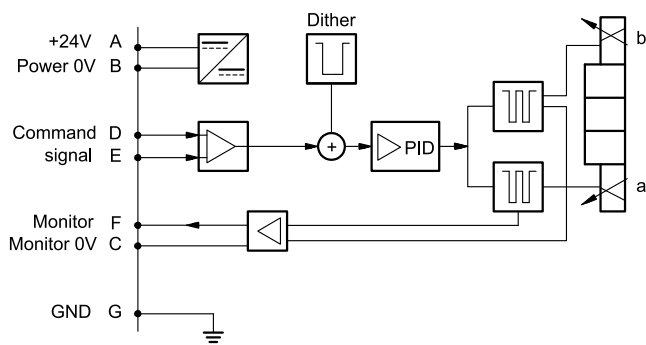 Dither
+24V A
Power 0V B
b
Command D
signal E
+
PID
a
Monitor F
Monitor 0V C
GND G